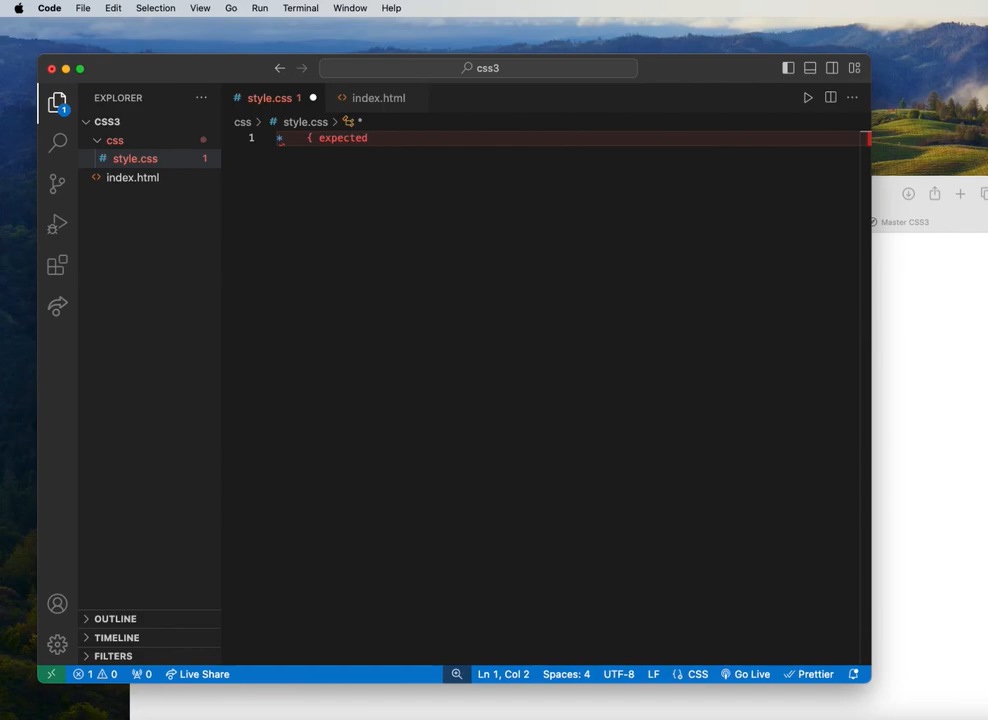 Code File Edit Selection View Go Run Terminal Window Help
css3
EXPLORER ···
# style.css 1 ● <> index.html
CSS3
css > # style.css > *
css
1 * { expected
# style.css 1
<> index.html
1
Master CSS3
OUTLINE
TIMELINE
FILTERS
1 0 0 Live Share Ln 1, Col 2 Spaces: 4 UTF-8 LF {} CSS Go Live Prettier